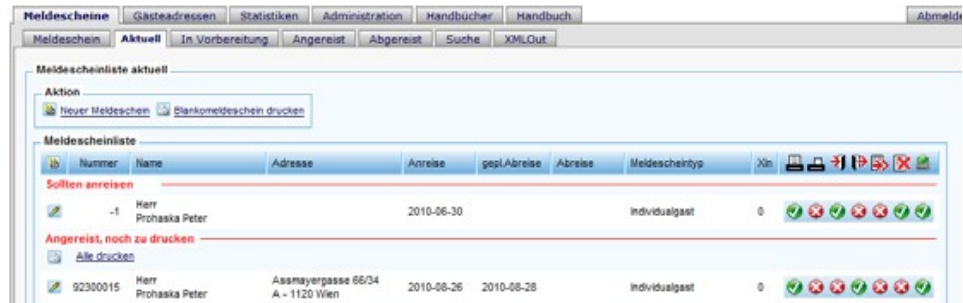 Meldescheine Gästeadressen Statistiken Administration Handbücher Handbuch Abmelde
Meldeschein Aktuell In Vorbereitung Angereist Abgereist Suche XMLOut
Meldescheinliste aktuell
Aktion
Neuer Meldeschein Blankomeldeschein drucken
Meldescheinliste
Nummer Name Adresse Anreise gepl.Abreise Abreise Meldescheintyp XIn
Sollten anreisen
-1 Herr Prohaska Peter 2010-06-30 Individualgast 0
Angereist, noch zu drucken
Alle drucken
92300015 Herr Prohaska Peter Assmayergasse 66/34 A - 1120 Wien 2010-08-26 2010-08-28 Individualgast 0